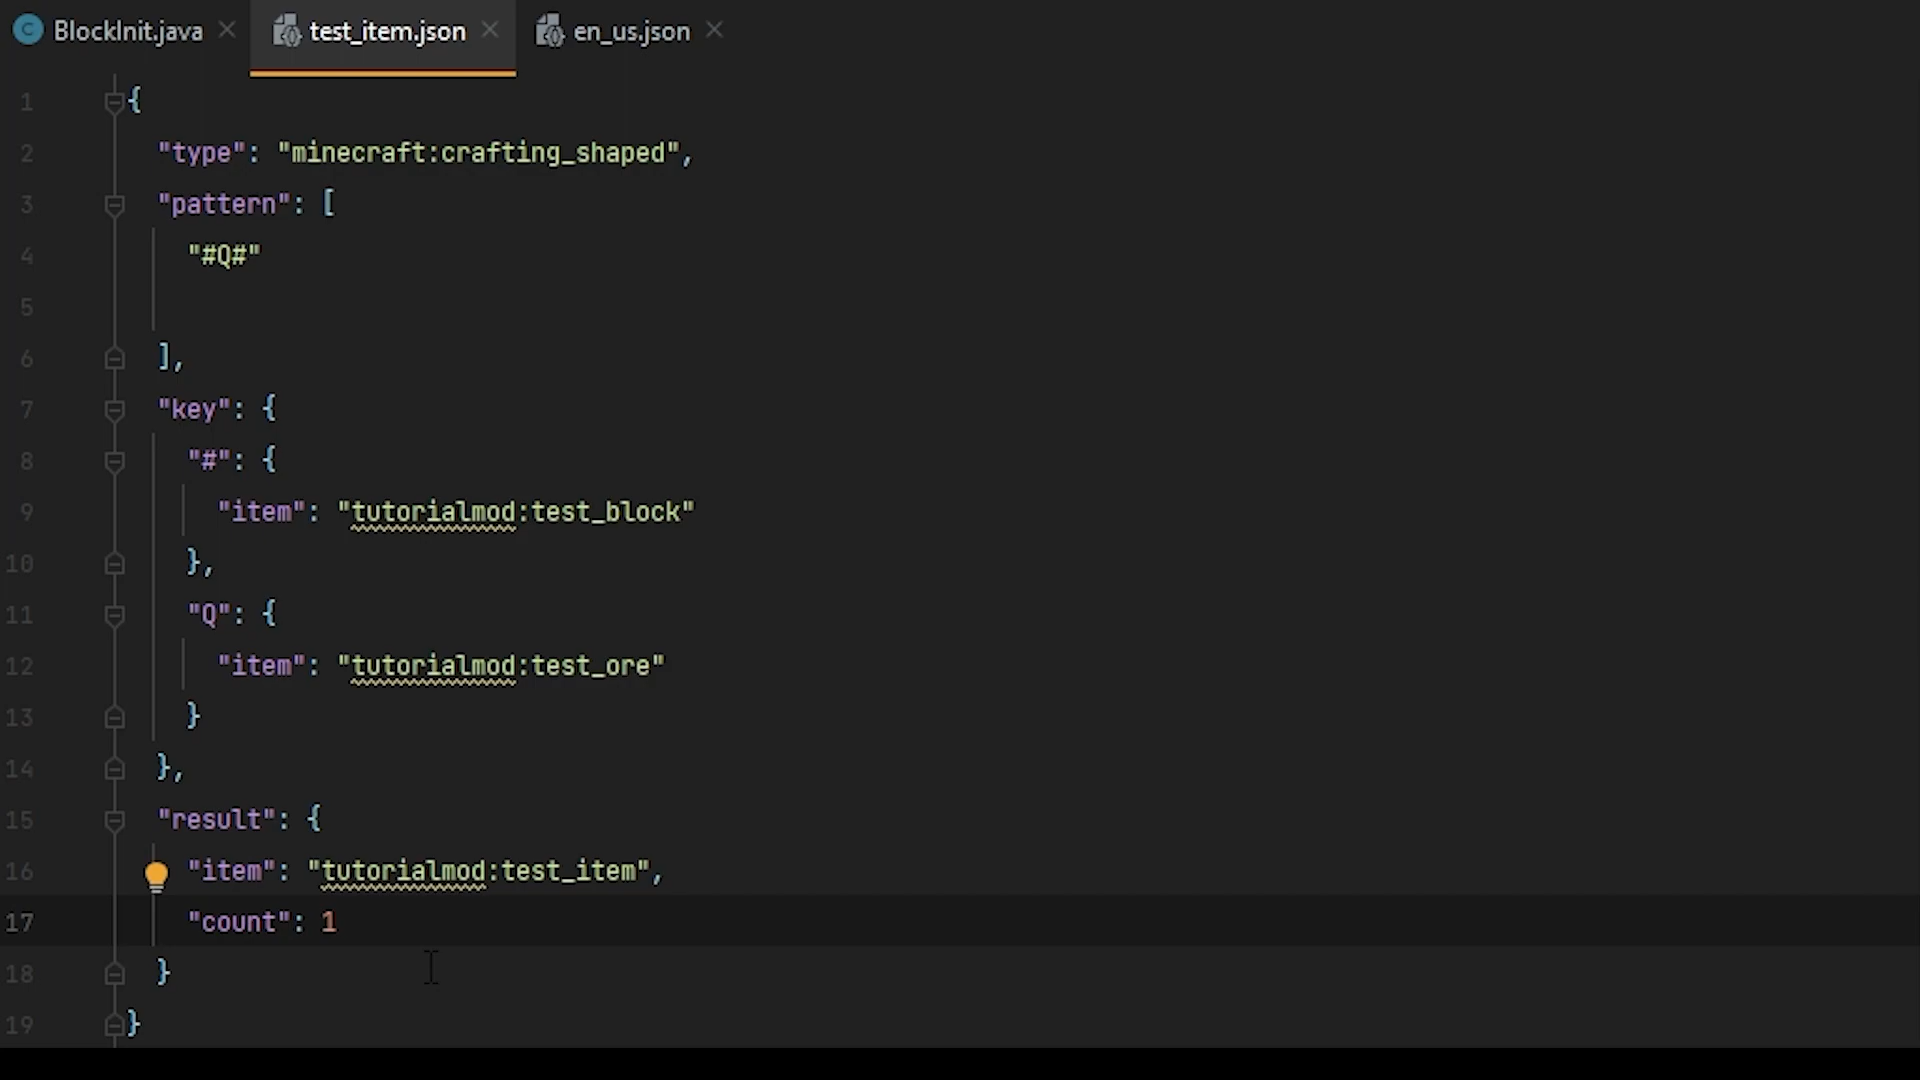 BlockInit.java test_item.json en_us.json
1 {
2 "type": "minecraft:crafting_shaped",
3 "pattern": [
4 "#Q#"
5
6 ],
7 "key": {
8 "#": {
9 "item": "tutorialmod:test_block"
10 },
11 "Q": {
12 "item": "tutorialmod:test_ore"
13 }
14 },
15 "result": {
16 "item": "tutorialmod:test_item",
17 "count": 1
18 }
19 }